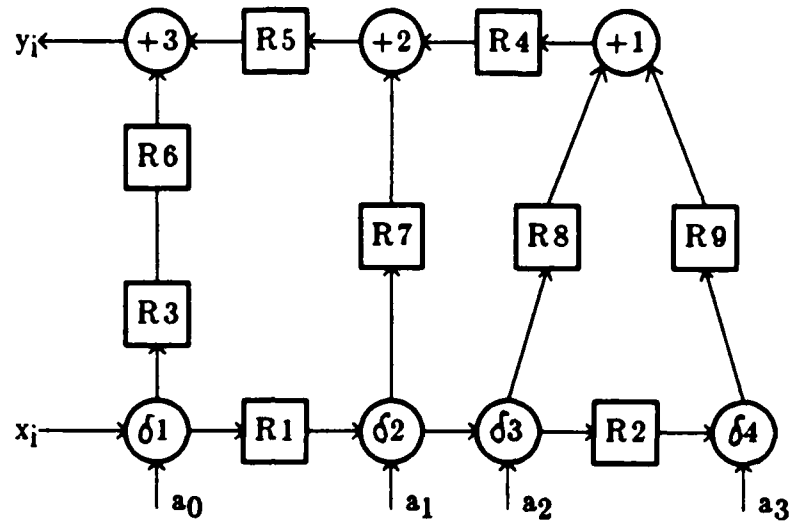 yi +3 R5 +2 R4 +1
R6
R7 R8 R9
R3
xi δ1 R1 δ2 δ3 R2 δ4
a0 a1 a2 a3